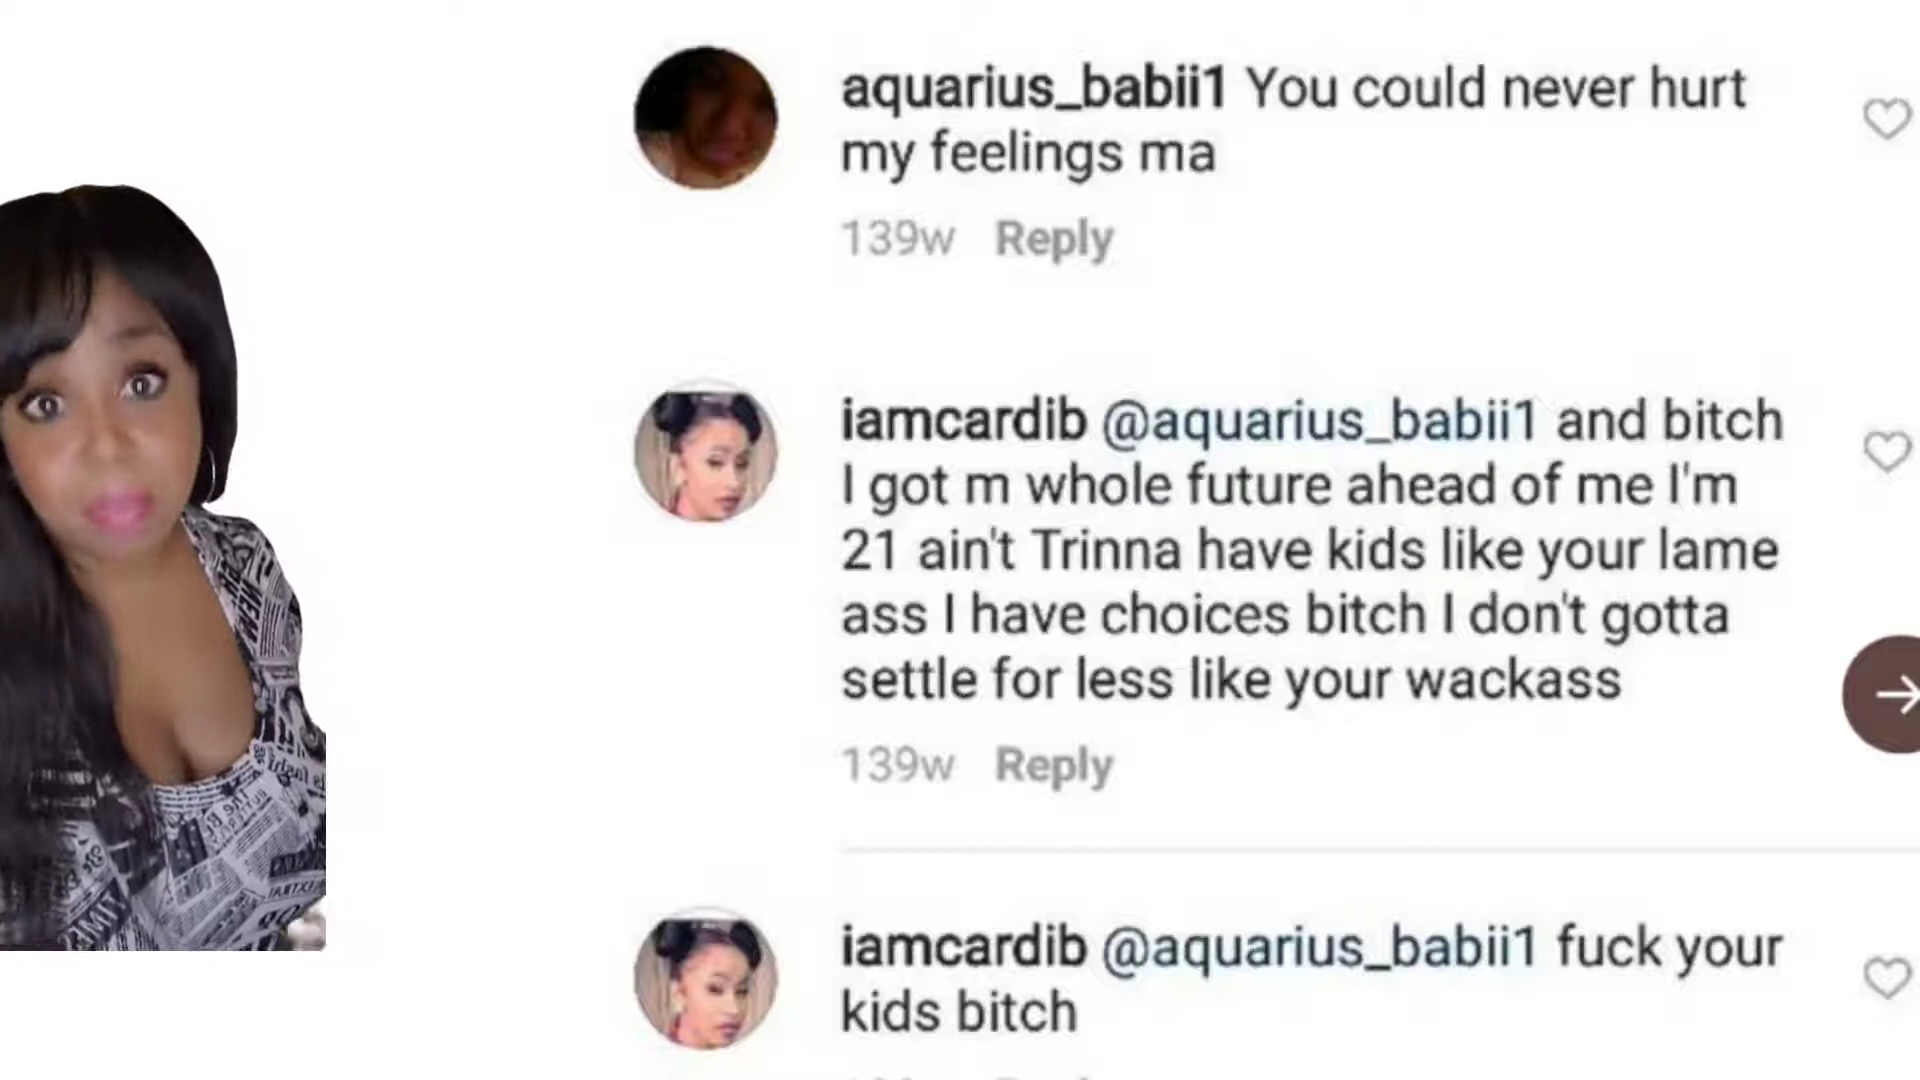 aquarius_babii1 You could never hurt
my feelings ma
139w Reply
iamcardib @aquarius_babii1 and bitch
I got m whole future ahead of me I'm
21 ain't Trinna have kids like your lame
ass I have choices bitch I don't gotta
settle for less like your wackass
139w Reply
iamcardib @aquarius_babii1 fuck your
kids bitch